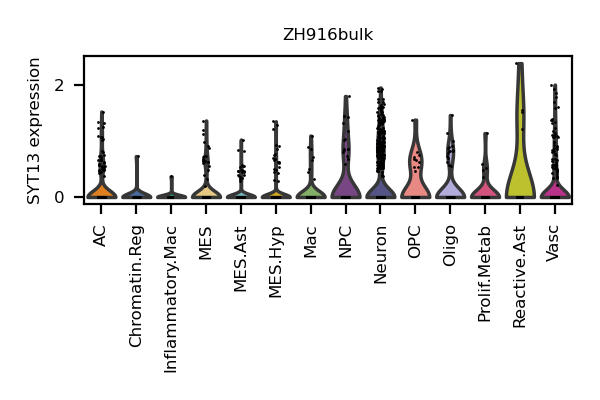 ZH916bulk
SYT13 expression
2
0
AC
Chromatin.Reg
Inflammatory.Mac
MES
MES.Ast
MES.Hyp
Mac
NPC
Neuron
OPC
Oligo
Prolif.Metab
Reactive.Ast
Vasc